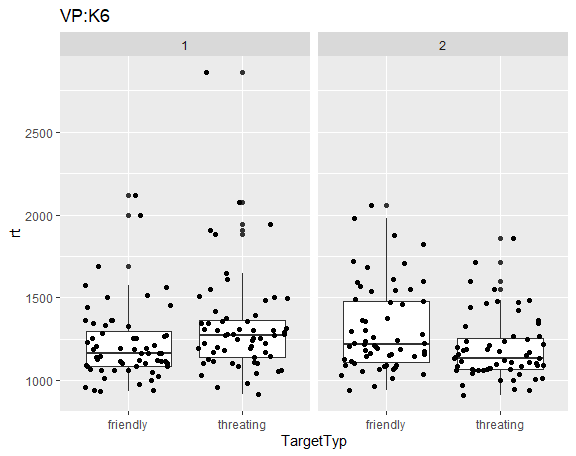 VP:K6
1 2
2500
2000
1500
1000
rt
friendly threating friendly threating
TargetTyp